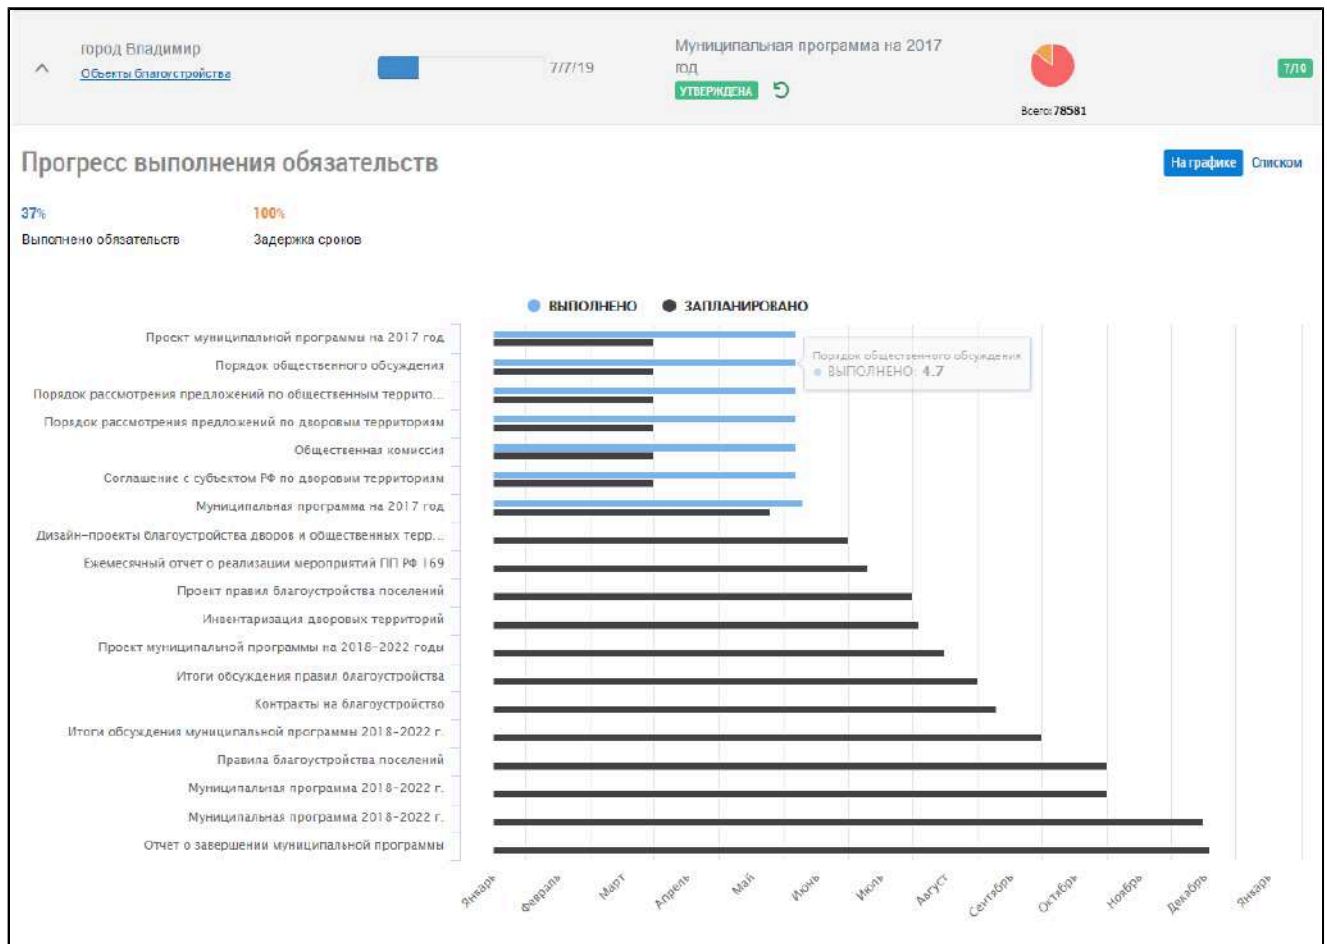 город Владимир
Объекты благоустройства
7/7/19
Муниципальная программа на 2017
год
УТВЕРЖДЕНА
Всего: 78581
7/10
Прогресс выполнения обязательств
На графике Списком
37% 100%
Выполнено обязательств Задержка сроков
ВЫПОЛНЕНО ЗАПЛАНИРОВАНО
Проект муниципальной программы на 2017 год
Порядок общественного обсуждения
Порядок общественного обсуждения
ВЫПОЛНЕНО: 4.7
Порядок рассмотрения предложений по общественным террито...
Порядок рассмотрения предложений по дворовым территориям
Общественная комиссия
Соглашение с субъектом РФ по дворовым территориям
Муниципальная программа на 2017 год
Дизайн-проекты благоустройства дворов и общественных терр...
Ежемесячный отчет о реализации мероприятий ПП РФ 169
Проект правил благоустройства поселений
Инвентаризация дворовых территорий
Проект муниципальной программы на 2018-2022 годы
Итоги обсуждения правил благоустройства
Контракты на благоустройство
Итоги обсуждения муниципальной программы 2018-2022 г.
Правила благоустройства поселений
Муниципальная программа 2018-2022 г.
Муниципальная программа 2018-2022 г.
Отчет о завершении муниципальной программы
Январь Февраль Март Апрель Май Июнь Июль Август Сентябрь Октябрь Ноябрь Декабрь Январь